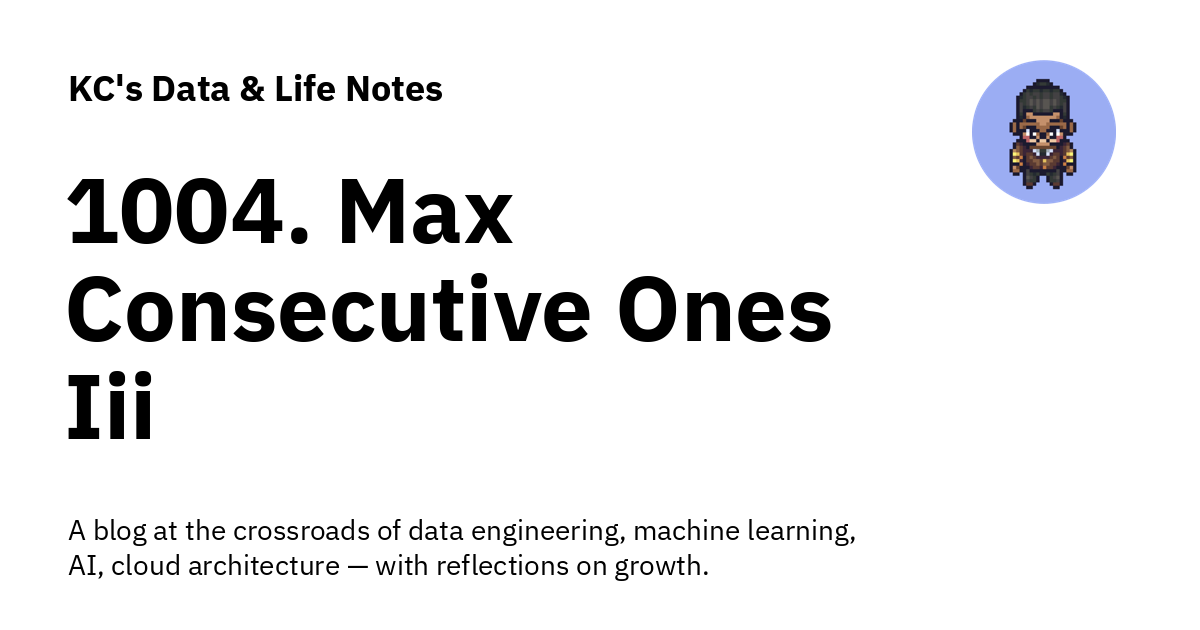 KC's Data & Life Notes
1004. Max
Consecutive Ones
Iii
A blog at the crossroads of data engineering, machine learning,
AI, cloud architecture — with reflections on growth.